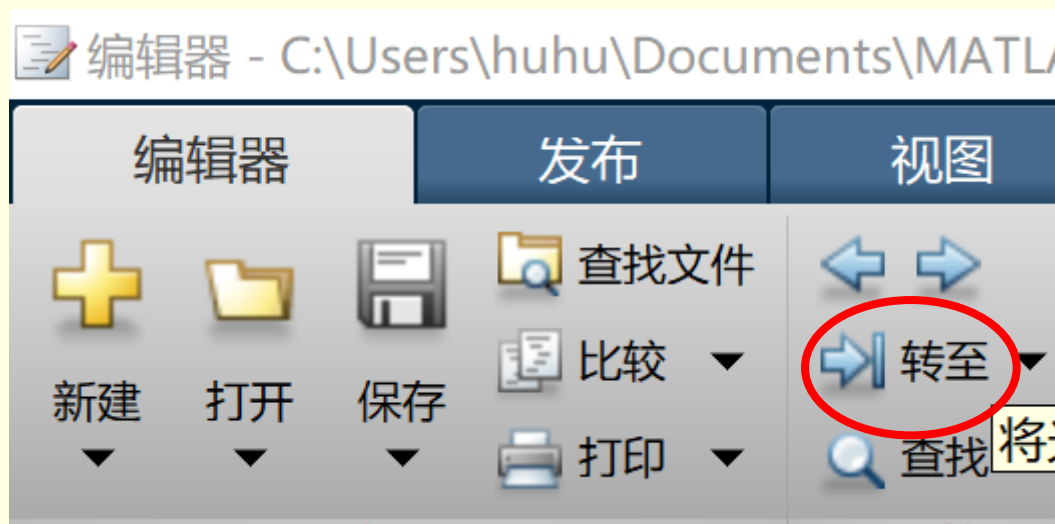 编辑器 - C:\Users\huhu\Documents\MATL
编辑器
发布
视图
新建
打开
保存
查找文件
比较
打印
转至
查找
将